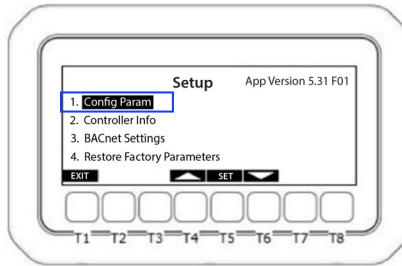 Setup App Version 5.31 F01
1. Config Param
2. Controller Info
3. BACnet Settings
4. Restore Factory Parameters
EXIT SET
T1 T2 T3 T4 T5 T6 T7 T8